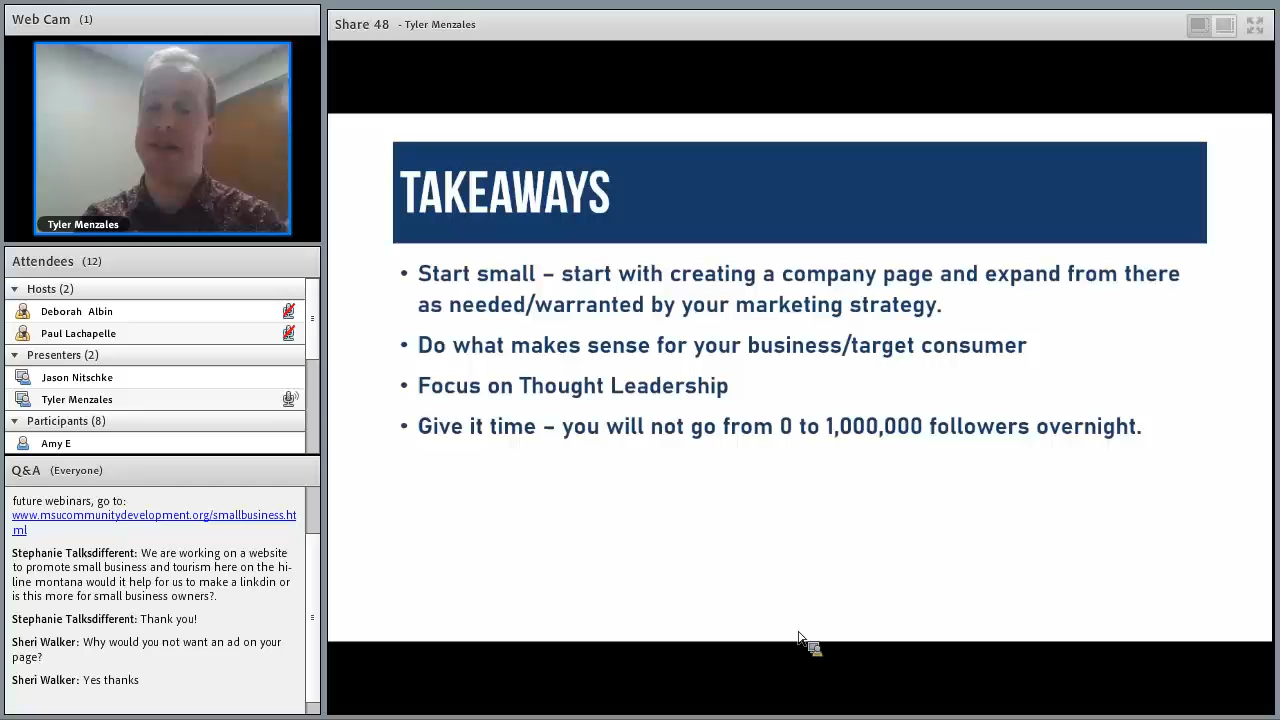 Web Cam (1)
Tyler Menzales
Attendees (12)
Hosts (2)
Deborah Albin
Paul Lachapelle
Presenters (2)
Jason Nitschke
Tyler Menzales
Participants (8)
Amy E
Q&A (Everyone)
future webinars, go to:
www.msucommunitydevelopment.org/smallbusiness.ht
ml
Stephanie Talksdifferent: We are working on a website
to promote small business and tourism here on the hi-
line montana would it help for us to make a linkdin or
is this more for small business owners?.
Stephanie Talksdifferent: Thank you!
Sheri Walker: Why would you not want an ad on your
page?
Sheri Walker: Yes thanks
Share 48 - Tyler Menzales
TAKEAWAYS
• Start small – start with creating a company page and expand from there
as needed/warranted by your marketing strategy.
• Do what makes sense for your business/target consumer
• Focus on Thought Leadership
• Give it time – you will not go from 0 to 1,000,000 followers overnight.